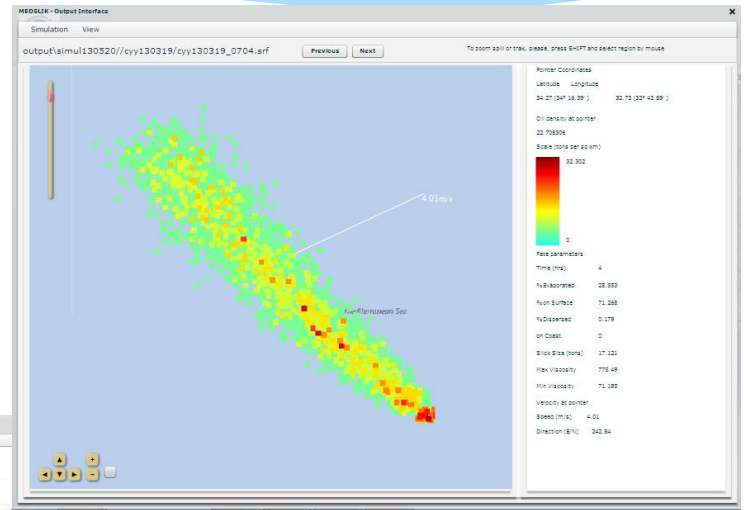 MEDSLIK - Output Interface
Simulation View
output\simul130520//cyy130319/cyy130319_0704.srf
Previous Next
To zoom spill or trak, please, press SHIFT and select region by mouse
4.01m/s
Mediterranean Sea
Pointer Coordinates
Latitude Longitude
34.27 (34° 16.39' ) 32.73 (32° 43.89' )
Oil density at pointer
22.708306
Scale (tons per sq km)
32.302
0
Fate parameters
Time (hrs) 4
%Evaporated 28.553
%on Surface 71.268
%Dispersed 0.179
on Coast 0
Slick Size (tons) 17.121
Max Viscosity 775.49
Min Viscosity 71.193
Velocity at pointer
Speed (m/s) 4.01
Direction (E/N) 242.84